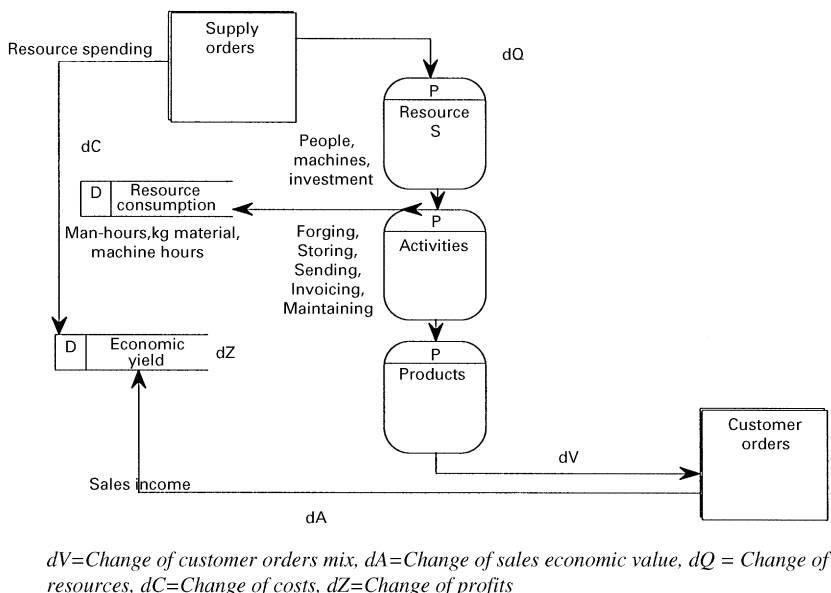 Supply
orders
Resource spending
dQ
P
Resource
S
dC
People,
machines,
investment
D
Resource
consumption
Man-hours,kg material,
machine hours
P
Activities
Forging,
Storing,
Sending,
Invoicing,
Maintaining
D
Economic
yield
dZ
P
Products
Customer
orders
dV
Sales income
dA
dV=Change of customer orders mix, dA=Change of sales economic value, dQ = Change of
resources, dC=Change of costs, dZ=Change of profits